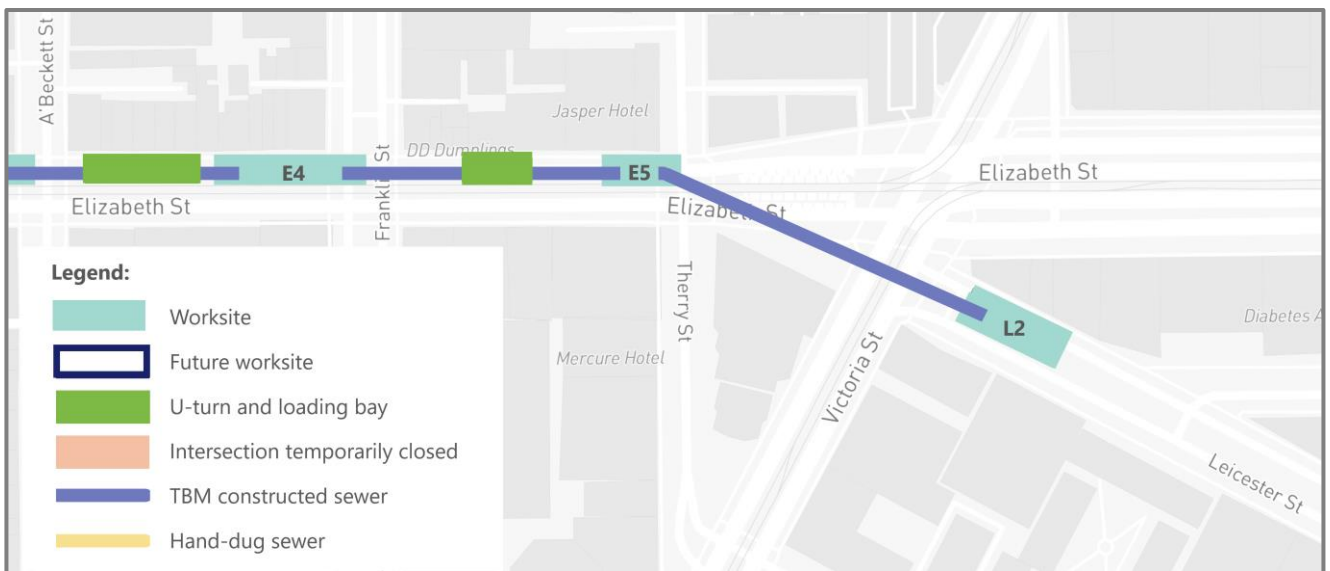 A'Beckett St
Jasper Hotel
DD Dumplings
E4
Franklin St
E5
Elizabeth St
Elizabeth St
Elizabeth St
Legend:
Worksite
Future worksite
U-turn and loading bay
Intersection temporarily closed
TBM constructed sewer
Hand-dug sewer
Therry St
Mercure Hotel
Victoria St
L2
Diabetes A
Leicester St